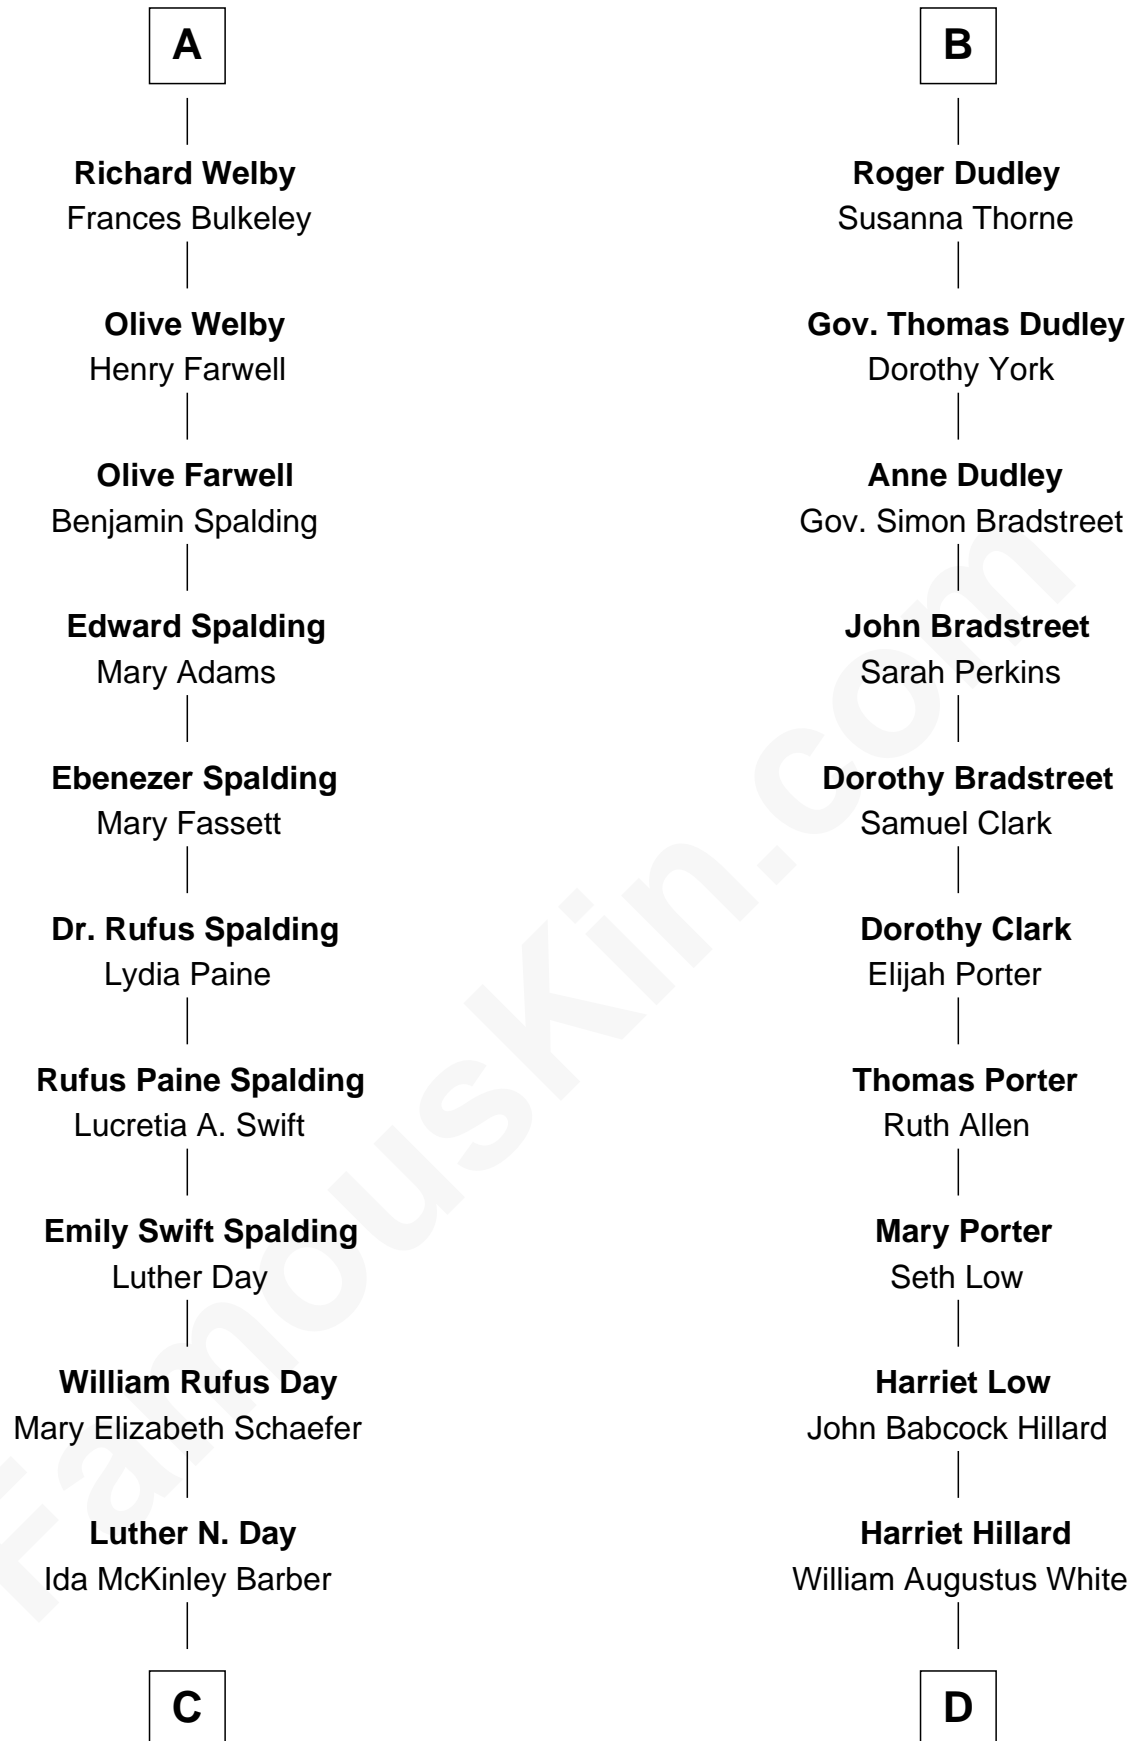 A
Richard Welby
Frances Bulkeley
Olive Welby
Henry Farwell
Olive Farwell
Benjamin Spalding
Edward Spalding
Mary Adams
Ebenezer Spalding
Mary Fassett
Dr. Rufus Spalding
Lydia Paine
Rufus Paine Spalding
Lucretia A. Swift
Emily Swift Spalding
Luther Day
William Rufus Day
Mary Elizabeth Schaefer
Luther N. Day
Ida McKinley Barber
C
B
Roger Dudley
Susanna Thorne
Gov. Thomas Dudley
Dorothy York
Anne Dudley
Gov. Simon Bradstreet
John Bradstreet
Sarah Perkins
Dorothy Bradstreet
Samuel Clark
Dorothy Clark
Elijah Porter
Thomas Porter
Ruth Allen
Mary Porter
Seth Low
Harriet Low
John Babcock Hillard
Harriet Hillard
William Augustus White
D
FamousKin.com